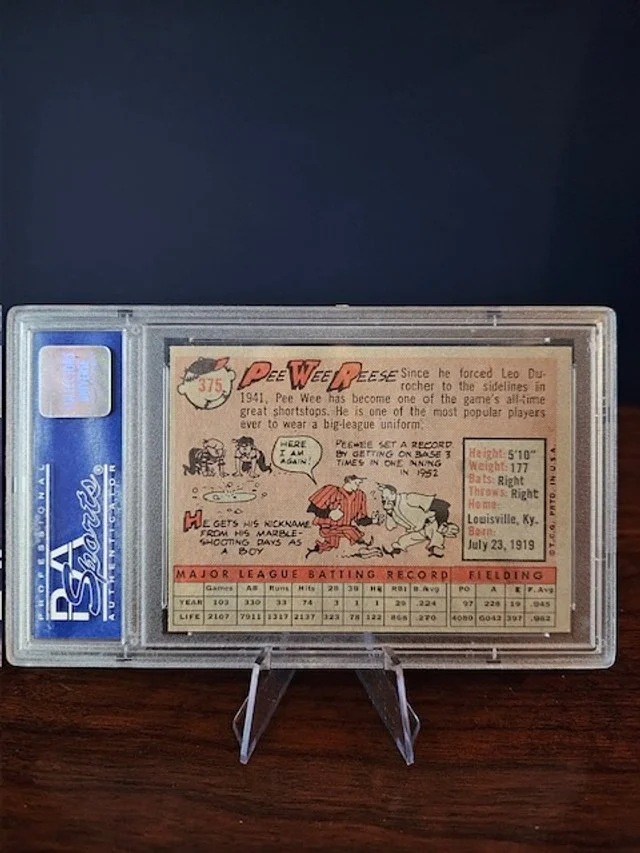 375
PEE WEE REESE Since he forced Leo Du-
rocher to the sidelines in
1941, Pee Wee has become one of the game's all-time
great shortstops. He is one of the most popular players
ever to wear a big-league uniform.
HERE
I AM
AGAIN!
PEEWEE SET A RECORD
BY GETTING ON BASE 3
TIMES IN ONE INNING
IN 1952
HE GETS HIS NICKNAME
FROM HIS MARBLE-
SHOOTING DAYS AS
A BOY
Height: 5'10"
Weight: 177
Bats: Right
Throws: Right
Home:
Louisville, Ky.
Born:
July 23, 1919
©T.C.G. PRTD. IN U.S.A.
MAJOR LEAGUE BATTING RECORD FIELDING
Games AB Runs Hits 2B 3B HR RBI B.Avg PO A E F.Avg
YEAR 103 330 33 74 3 1 1 29 .224 97 228 19 .945
LIFE 2107 7911 1317 2137 323 78 122 868 .270 4080 6042 397 .962
PROFESSIONAL
PSA
Sports®
AUTHENTICATOR